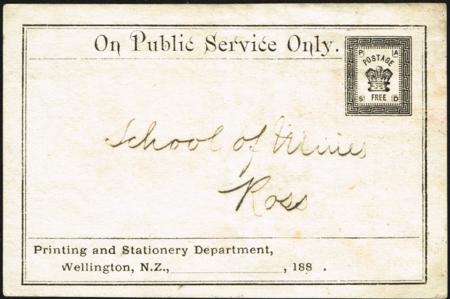 On Public Service Only.
P A
POSTAGE
FREE
S D
School of Mines
Ross
Printing and Stationery Department,
Wellington, N.Z., , 188 .